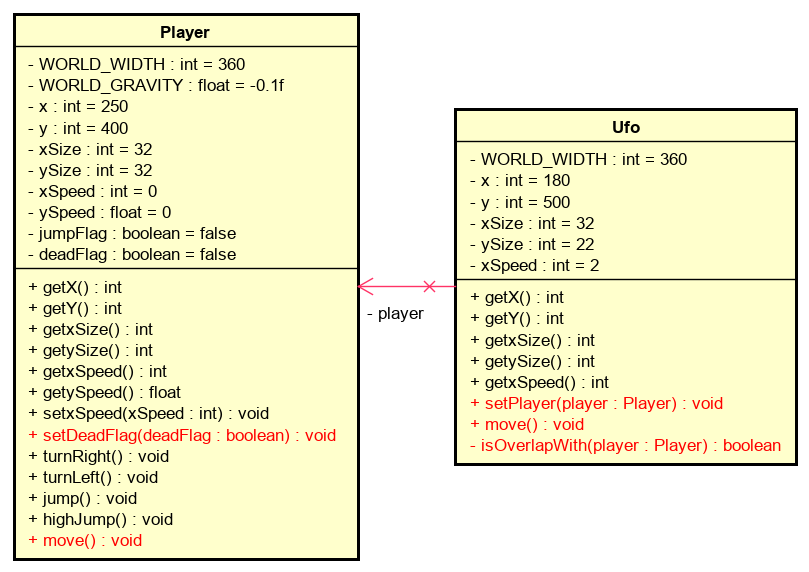 Player
- WORLD_WIDTH : int = 360
- WORLD_GRAVITY : float = -0.1f
- x : int = 250
- y : int = 400
- xSize : int = 32
- ySize : int = 32
- xSpeed : int = 0
- ySpeed : float = 0
- jumpFlag : boolean = false
- deadFlag : boolean = false
+ getX() : int
+ getY() : int
+ getxSize() : int
+ getySize() : int
+ getxSpeed() : int
+ getySpeed() : float
+ setxSpeed(xSpeed : int) : void
+ setDeadFlag(deadFlag : boolean) : void
+ turnRight() : void
+ turnLeft() : void
+ jump() : void
+ highJump() : void
+ move() : void
- player
Ufo
- WORLD_WIDTH : int = 360
- x : int = 180
- y : int = 500
- xSize : int = 32
- ySize : int = 22
- xSpeed : int = 2
+ getX() : int
+ getY() : int
+ getxSize() : int
+ getySize() : int
+ getxSpeed() : int
+ setPlayer(player : Player) : void
+ move() : void
- isOverlapWith(player : Player) : boolean